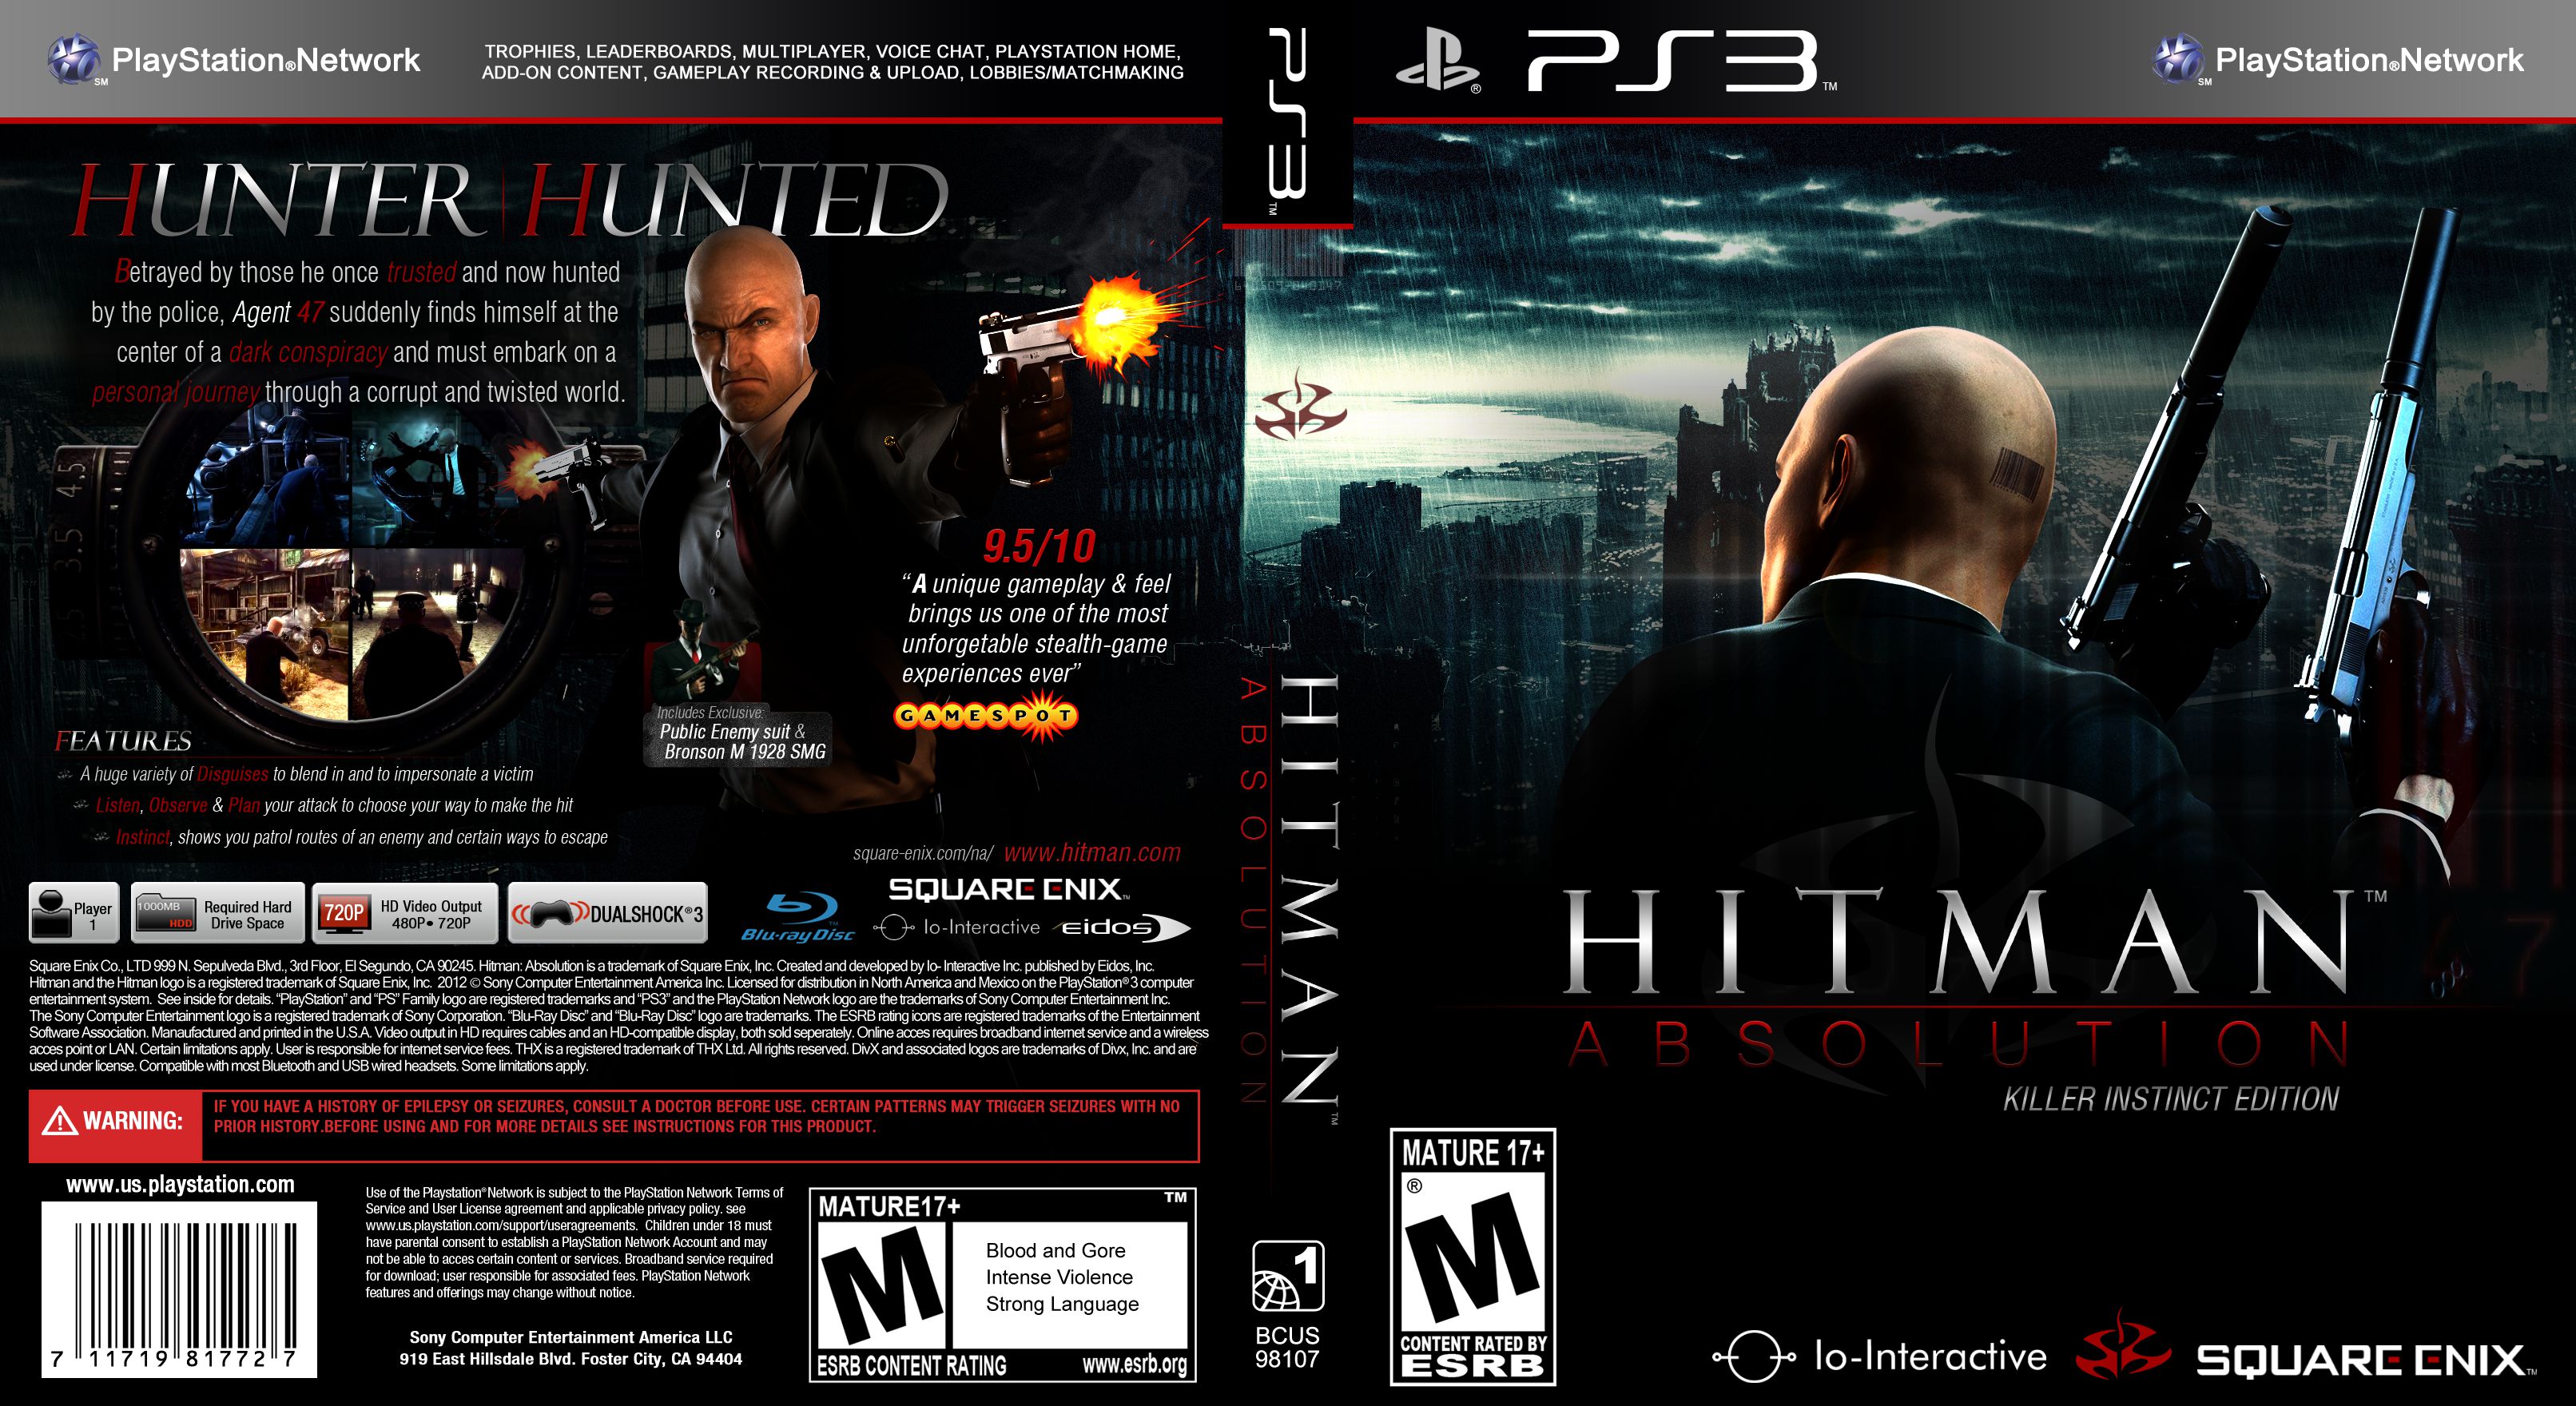 PlayStation®Network
SM
TROPHIES, LEADERBOARDS, MULTIPLAYER, VOICE CHAT, PLAYSTATION HOME,
ADD-ON CONTENT, GAMEPLAY RECORDING & UPLOAD, LOBBIES/MATCHMAKING
HUNTER | HUNTED
Betrayed by those he once trusted and now hunted
by the police, Agent 47 suddenly finds himself at the
center of a dark conspiracy and must embark on a
personal journey through a corrupt and twisted world.
4.5
3.5
9.5/10
“A unique gameplay & feel
brings us one of the most
unforgetable stealth-game
experiences ever”
GAMESPOT
Includes Exclusive:
Public Enemy suit &
Bronson M 1928 SMG
FEATURES
A huge variety of Disguises to blend in and to impersonate a victim
Listen, Observe & Plan your attack to choose your way to make the hit
Instinct, shows you patrol routes of an enemy and certain ways to escape
square-enix.com/na/ www.hitman.com
Player
1
1000MB
HDD
Required Hard
Drive Space
720P
HD Video Output
480P• 720P
DUALSHOCK®3
Blu-ray Disc™
SQUARE ENIX™
Io-Interactive
eidos
Square Enix Co., LTD 999 N. Sepulveda Blvd., 3rd Floor, El Segundo, CA 90245. Hitman: Absolution is a trademark of Square Enix, Inc. Created and developed by Io- Interactive Inc. published by Eidos, Inc.
Hitman and the Hitman logo is a registered trademark of Square Enix, Inc. 2012 © Sony Computer Entertainment America Inc. Licensed for distribution in North America and Mexico on the PlayStation®3 computer
entertainment system. See inside for details. “PlayStation” and “PS” Family logo are registered trademarks and “PS3” and the PlayStation Network logo are the trademarks of Sony Computer Entertainment Inc.
The Sony Computer Entertainment logo is a registered trademark of Sony Corporation. “Blu-Ray Disc” and “Blu-Ray Disc” logo are trademarks. The ESRB rating icons are registered trademarks of the Entertainment
Software Association. Manufactured and printed in the U.S.A. Video output in HD requires cables and an HD-compatible display, both sold seperately. Online acces requires broadband internet service and a wireless
acces point or LAN. Certain limitations apply. User is responsible for internet service fees. THX is a registered trademark of THX Ltd. All rights reserved. DivX and associated logos are trademarks of Divx, Inc. and are
used under license. Compatible with most Bluetooth and USB wired headsets. Some limitations apply.
WARNING:
IF YOU HAVE A HISTORY OF EPILEPSY OR SEIZURES, CONSULT A DOCTOR BEFORE USE. CERTAIN PATTERNS MAY TRIGGER SEIZURES WITH NO
PRIOR HISTORY.BEFORE USING AND FOR MORE DETAILS SEE INSTRUCTIONS FOR THIS PRODUCT.
www.us.playstation.com
7 11719 81772 7
Use of the Playstation®Network is subject to the PlayStation Network Terms of
Service and User License agreement and applicable privacy policy. see
www.us.playstation.com/support/useragreements. Children under 18 must
have parental consent to establish a PlayStation Network Account and may
not be able to acces certain content or services. Broadband service required
for download; user responsible for associated fees. PlayStation Network
features and offerings may change without notice.
Sony Computer Entertainment America LLC
919 East Hillsdale Blvd. Foster City, CA 94404
MATURE17+ ™
M
Blood and Gore
Intense Violence
Strong Language
ESRB CONTENT RATING www.esrb.org
PS3™
HITMAN™
ABSOLUTION
1
BCUS
98107
PS3™
PlayStation®Network
SM
HITMAN™
ABSOLUTION
KILLER INSTINCT EDITION
47
MATURE 17+
®
M
CONTENT RATED BY
ESRB
Io-Interactive
SQUARE ENIX™